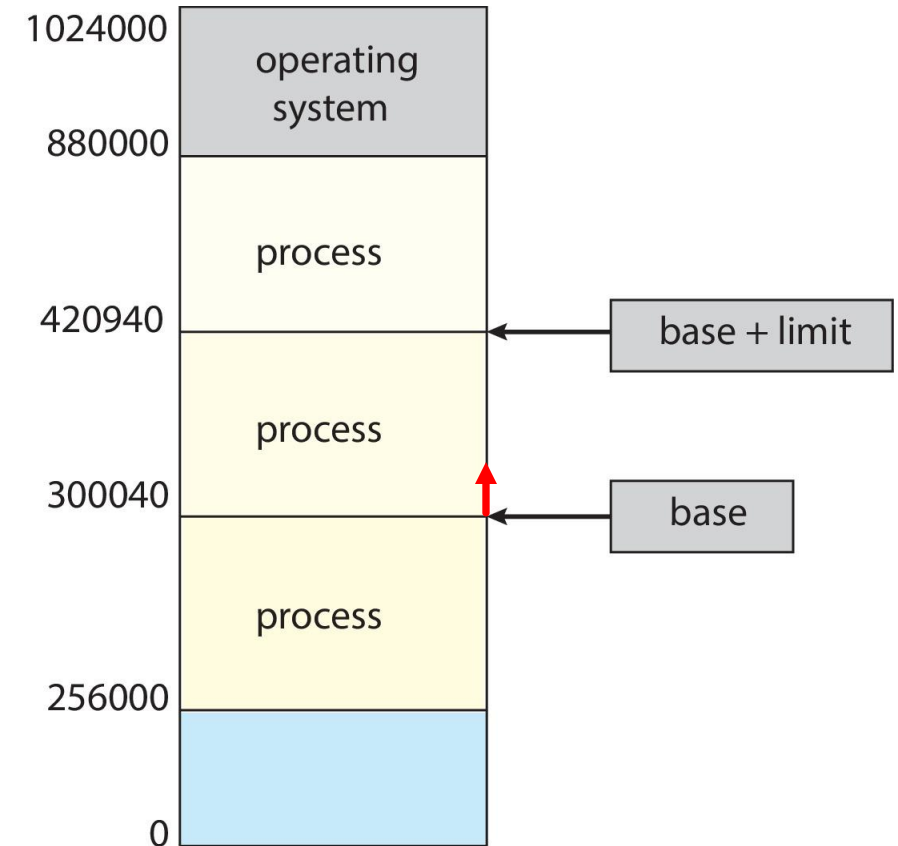 1024000
operating
system
880000
process
420940
base + limit
process
300040
base
process
256000
0